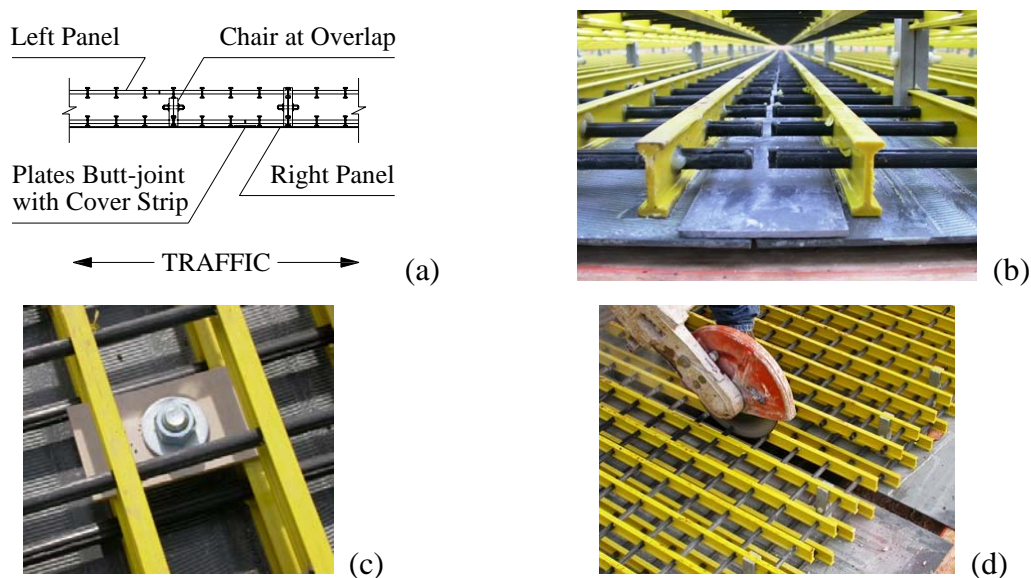 Left Panel
Chair at Overlap
Plates Butt-joint
with Cover Strip
Right Panel
TRAFFIC
(a)
(b)
(c)
(d)